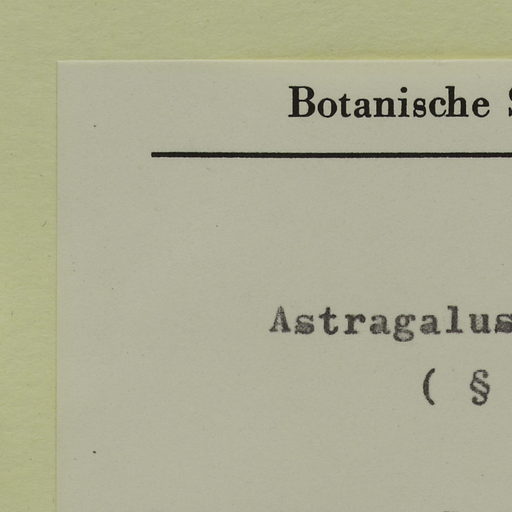 Botanische
Astragalus
( §